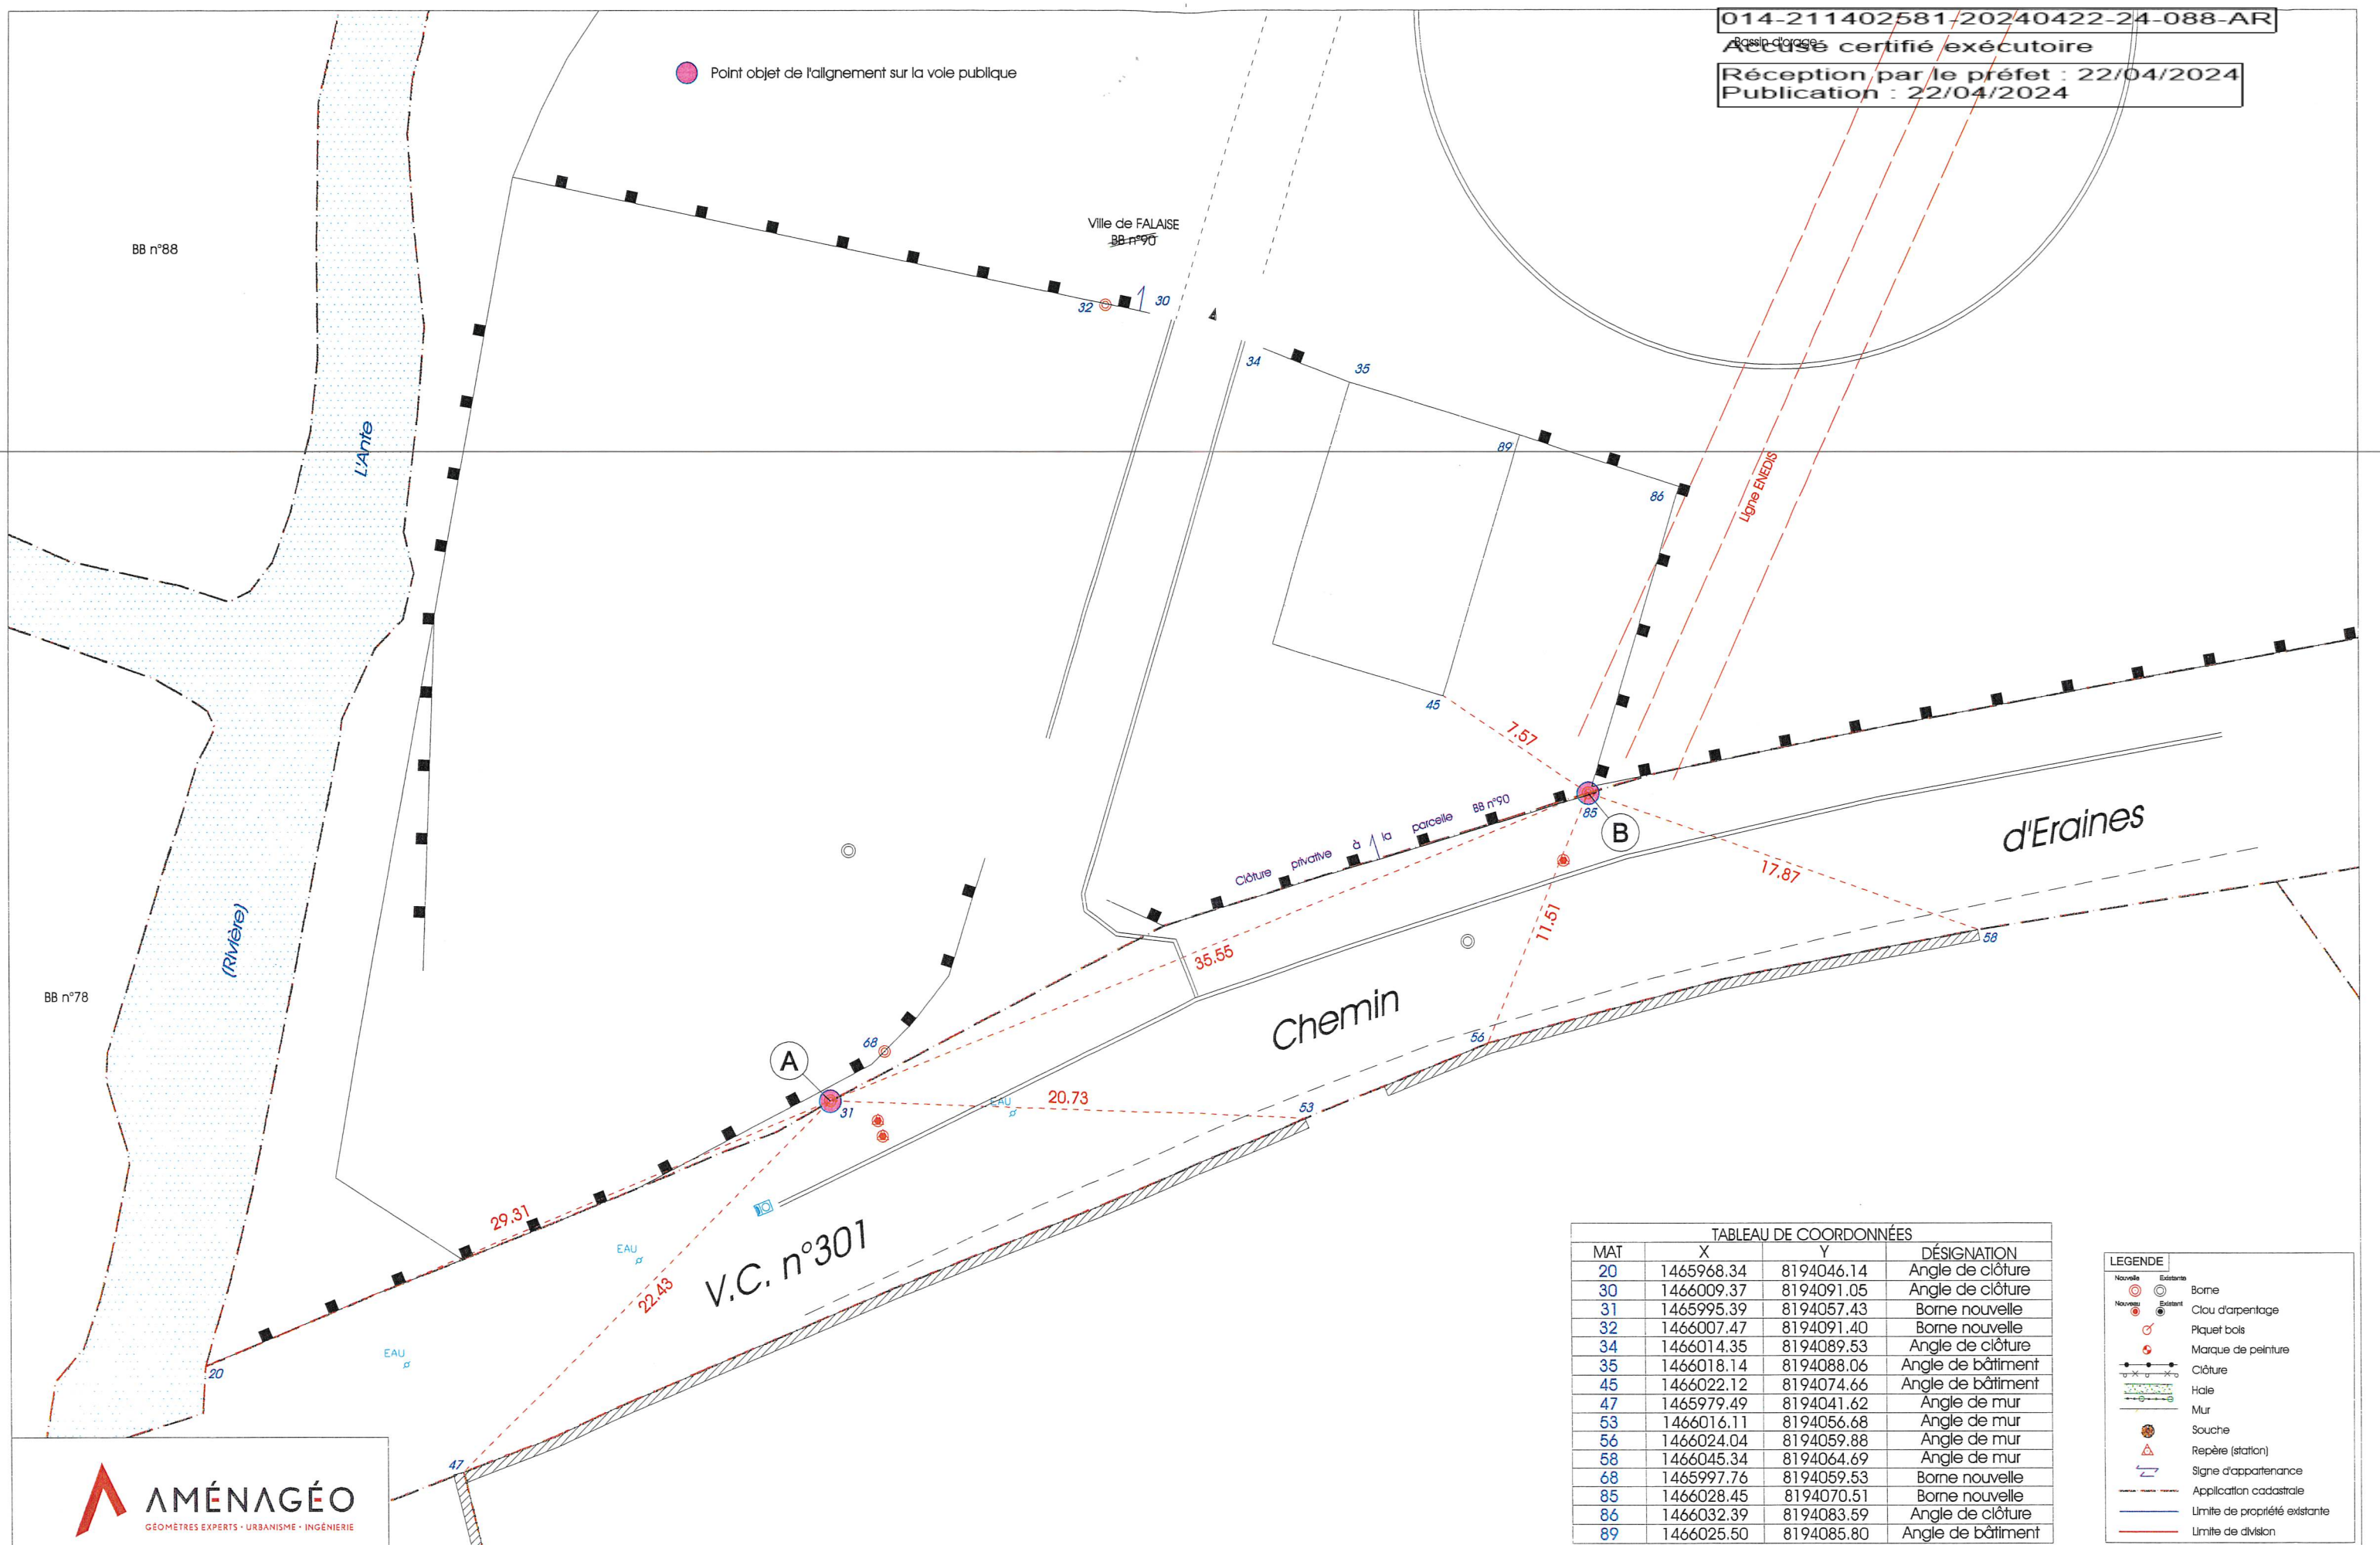 014-211402581-20240422-24-088-AR
Bassin d'orage
Accusé certifié exécutoire
Réception par le préfet : 22/04/2024
Publication : 22/04/2024
Point objet de l'alignement sur la voie publique
BB n°88
Ville de FALAISE
BB n°90
32
30
34
35
89
86
L'Ante
Ligne ENEDIS
45
7.57
85
B
Clôture privative à la parcelle BB n°90
d'Eraines
17.87
11.51
35.55
58
(Rivière)
BB n°78
Chemin
56
68
A
31
EAU
20.73
53
29.31
EAU
22.43
V.C. n°301
EAU
20
47
AMÉNAGÉO
GÉOMÈTRES EXPERTS · URBANISME · INGÉNIERIE
TABLEAU DE COORDONNÉES
MAT X Y DÉSIGNATION
20 1465968.34 8194046.14 Angle de clôture
30 1466009.37 8194091.05 Angle de clôture
31 1465995.39 8194057.43 Borne nouvelle
32 1466007.47 8194091.40 Borne nouvelle
34 1466014.35 8194089.53 Angle de clôture
35 1466018.14 8194088.06 Angle de bâtiment
45 1466022.12 8194074.66 Angle de bâtiment
47 1465979.49 8194041.62 Angle de mur
53 1466016.11 8194056.68 Angle de mur
56 1466024.04 8194059.88 Angle de mur
58 1466045.34 8194064.69 Angle de mur
68 1465997.76 8194059.53 Borne nouvelle
85 1466028.45 8194070.51 Borne nouvelle
86 1466032.39 8194083.59 Angle de clôture
89 1466025.50 8194085.80 Angle de bâtiment
LEGENDE
Nouvelle Existante
Borne
Nouveau Existant
Clou d'arpentage
Piquet bois
Marque de peinture
Clôture
Haie
Mur
Souche
Repère (station)
Signe d'appartenance
Application cadastrale
Limite de propriété existante
Limite de division